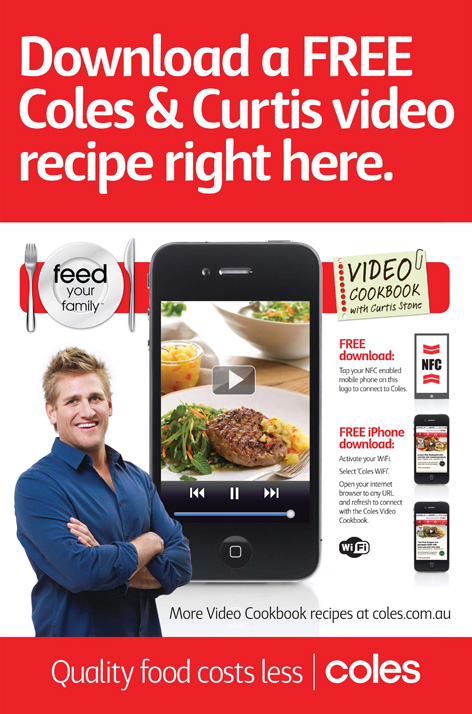 Download a FREE
Coles & Curtis video
recipe right here.
feed
your
family
VIDEO
COOKBOOK
with Curtis Stone
FREE
download:
Tap your NFC enabled
mobile phone on this
logo to connect to Coles.
NFC
FREE iPhone
download:
Activate your WiFi.
Select 'Coles WiFi'.
Open your internet
browser to any URL
and refresh to connect
with the Coles Video
Cookbook.
WiFi
More Video Cookbook recipes at coles.com.au
Quality food costs less | coles